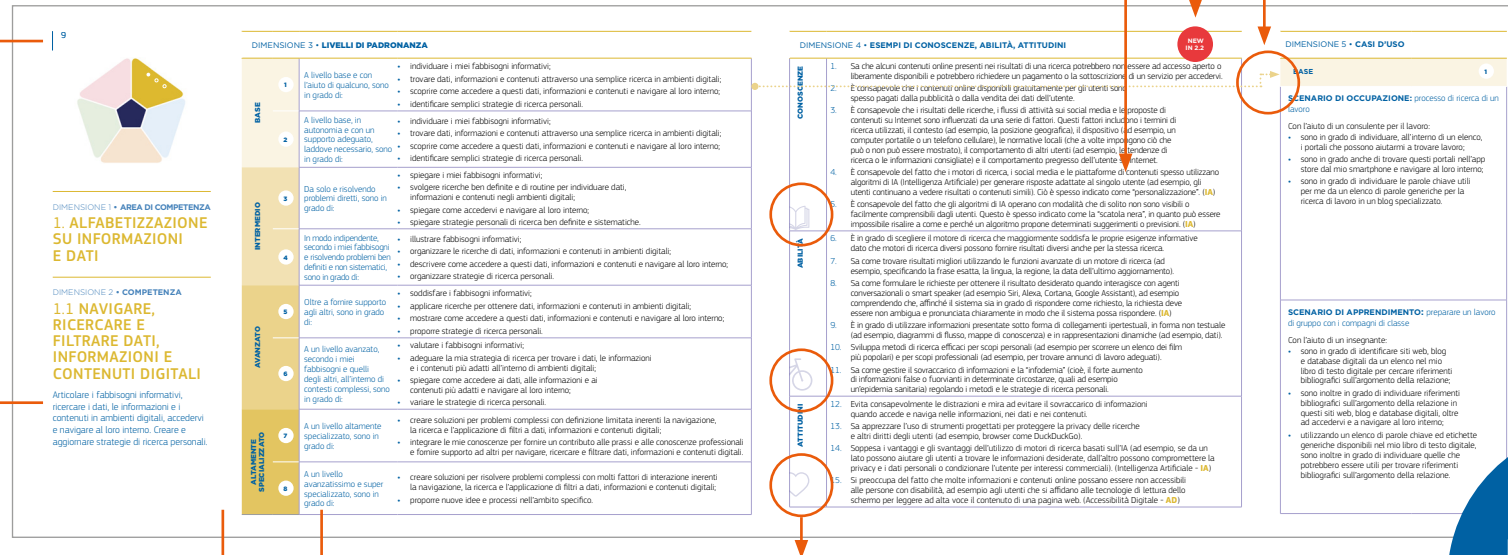 9
DIMENSIONE 1 • AREA DI COMPETENZA
1. ALFABETIZZAZIONE
SU INFORMAZIONI
E DATI
DIMENSIONE 2 • COMPETENZA
1.1 NAVIGARE,
RICERCARE E
FILTRARE DATI,
INFORMAZIONI E
CONTENUTI DIGITALI
Articolare i fabbisogni informativi,
ricercare i dati, le informazioni e i
contenuti in ambienti digitali, accedervi
e navigare al loro interno. Creare e
aggiornare strategie di ricerca personali.
DIMENSIONE 3 • LIVELLI DI PADRONANZA
BASE
1
A livello base e con
l'aiuto di qualcuno, sono
in grado di:
• individuare i miei fabbisogni informativi;
• trovare dati, informazioni e contenuti attraverso una semplice ricerca in ambienti digitali;
• scoprire come accedere a questi dati, informazioni e contenuti e navigare al loro interno;
• identificare semplici strategie di ricerca personali.
2
A livello base, in
autonomia e con un
supporto adeguato,
laddove necessario, sono
in grado di:
• individuare i miei fabbisogni informativi;
• trovare dati, informazioni e contenuti attraverso una semplice ricerca in ambienti digitali;
• scoprire come accedere a questi dati, informazioni e contenuti e navigare al loro interno;
• identificare semplici strategie di ricerca personali.
INTERMEDIO
3
Da solo e risolvendo
problemi diretti, sono in
grado di:
• spiegare i miei fabbisogni informativi;
• svolgere ricerche ben definite e di routine per individuare dati,
informazioni e contenuti negli ambienti digitali;
• spiegare come accedervi e navigare al loro interno;
• spiegare strategie personali di ricerca ben definite e sistematiche.
4
In modo indipendente,
secondo i miei fabbisogni
e risolvendo problemi ben
definiti e non sistematici,
sono in grado di:
• illustrare fabbisogni informativi;
• organizzare le ricerche di dati, informazioni e contenuti in ambienti digitali;
• descrivere come accedere a questi dati, informazioni e contenuti e navigare al loro interno;
• organizzare strategie di ricerca personali.
AVANZATO
5
Oltre a fornire supporto
agli altri, sono in grado
di:
• soddisfare i fabbisogni informativi;
• applicare ricerche per ottenere dati, informazioni e contenuti in ambienti digitali;
• mostrare come accedere a questi dati, informazioni e contenuti e navigare al loro interno;
• proporre strategie di ricerca personali.
6
A un livello avanzato,
secondo i miei
fabbisogni e quelli
degli altri, all'interno di
contesti complessi, sono
in grado di:
• valutare i fabbisogni informativi;
• adeguare la mia strategia di ricerca per trovare i dati, le informazioni
e i contenuti più adatti all'interno di ambienti digitali;
• spiegare come accedere ai dati, alle informazioni e ai
contenuti più adatti e navigare al loro interno;
• variare le strategie di ricerca personali.
ALTAMENTE
SPECIALIZZATO
7
A un livello altamente
specializzato, sono in
grado di:
• creare soluzioni per problemi complessi con definizione limitata inerenti la navigazione,
la ricerca e l'applicazione di filtri a dati, informazioni e contenuti digitali;
• integrare le mie conoscenze per fornire un contributo alle prassi e alle conoscenze professionali
e fornire supporto ad altri per navigare, ricercare e filtrare dati, informazioni e contenuti digitali.
8
A un livello
avanzatissimo e super
specializzato, sono in
grado di:
• creare soluzioni per risolvere problemi complessi con molti fattori di interazione inerenti
la navigazione, la ricerca e l'applicazione di filtri a dati, informazioni e contenuti digitali;
• proporre nuove idee e processi nell'ambito specifico.
DIMENSIONE 4 • ESEMPI DI CONOSCENZE, ABILITÀ, ATTITUDINI
NEW
IN 2.2
CONOSCENZE
1. Sa che alcuni contenuti online presenti nei risultati di una ricerca potrebbero non essere ad accesso aperto o
liberamente disponibili e potrebbero richiedere un pagamento o la sottoscrizione di un servizio per accedervi.
2. È consapevole che i contenuti online disponibili gratuitamente per gli utenti sono
spesso pagati dalla pubblicità o dalla vendita dei dati dell'utente.
3. È consapevole che i risultati delle ricerche, i flussi di attività sui social media e le proposte di
contenuti su Internet sono influenzati da una serie di fattori. Questi fattori includono i termini di
ricerca utilizzati, il contesto (ad esempio, la posizione geografica), il dispositivo (ad esempio, un
computer portatile o un telefono cellulare), le normative locali (che a volte impongono ciò che
può o non può essere mostrato), il comportamento di altri utenti (ad esempio, le tendenze di
ricerca o le informazioni consigliate) e il comportamento pregresso dell'utente su Internet.
4. È consapevole del fatto che i motori di ricerca, i social media e le piattaforme di contenuti spesso utilizzano
algoritmi di IA (Intelligenza Artificiale) per generare risposte adattate al singolo utente (ad esempio, gli
utenti continuano a vedere risultati o contenuti simili). Ciò è spesso indicato come "personalizzazione". (IA)
5. È consapevole del fatto che gli algoritmi di IA operano con modalità che di solito non sono visibili o
facilmente comprensibili dagli utenti. Questo è spesso indicato come la "scatola nera", in quanto può essere
impossibile risalire a come e perché un algoritmo propone determinati suggerimenti o previsioni. (IA)
ABILITÀ
6. È in grado di scegliere il motore di ricerca che maggiormente soddisfa le proprie esigenze informative
dato che motori di ricerca diversi possono fornire risultati diversi anche per la stessa ricerca.
7. Sa come trovare risultati migliori utilizzando le funzioni avanzate di un motore di ricerca (ad
esempio, specificando la frase esatta, la lingua, la regione, la data dell'ultimo aggiornamento).
8. Sa come formulare le richieste per ottenere il risultato desiderato quando interagisce con agenti
conversazionali o smart speaker (ad esempio Siri, Alexa, Cortana, Google Assistant), ad esempio
comprendendo che, affinché il sistema sia in grado di rispondere come richiesto, la richiesta deve
essere non ambigua e pronunciata chiaramente in modo che il sistema possa rispondere. (IA)
9. È in grado di utilizzare informazioni presentate sotto forma di collegamenti ipertestuali, in forma non testuale
(ad esempio, diagrammi di flusso, mappe di conoscenza) e in rappresentazioni dinamiche (ad esempio, dati).
10. Sviluppa metodi di ricerca efficaci per scopi personali (ad esempio per scorrere un elenco dei film
più popolari) e per scopi professionali (ad esempio, per trovare annunci di lavoro adeguati).
11. Sa come gestire il sovraccarico di informazioni e la "infodemia" (cioè, il forte aumento
di informazioni false o fuorvianti in determinate circostanze, quali ad esempio
un'epidemia sanitaria) regolando i metodi e le strategie di ricerca personali.
ATTITUDINI
12. Evita consapevolmente le distrazioni e mira ad evitare il sovraccarico di informazioni
quando accede e naviga nelle informazioni, nei dati e nei contenuti.
13. Sa apprezzare l'uso di strumenti progettati per proteggere la privacy delle ricerche
e altri diritti degli utenti (ad esempio, browser come DuckDuckGo).
14. Soppesa i vantaggi e gli svantaggi dell'utilizzo di motori di ricerca basati sull'IA (ad esempio, se da un
lato possono aiutare gli utenti a trovare le informazioni desiderate, dall'altro possono compromettere la
privacy e i dati personali o condizionare l'utente per interessi commerciali). (Intelligenza Artificiale - IA)
15. Si preoccupa del fatto che molte informazioni e contenuti online possano essere non accessibili
alle persone con disabilità, ad esempio agli utenti che si affidano alle tecnologie di lettura dello
schermo per leggere ad alta voce il contenuto di una pagina web. (Accessibilità Digitale - AD)
DIMENSIONE 5 • CASI D'USO
BASE 1
SCENARIO DI OCCUPAZIONE: processo di ricerca di un
lavoro
Con l'aiuto di un consulente per il lavoro:
• sono in grado di individuare, all'interno di un elenco,
i portali che possono aiutarmi a trovare lavoro;
• sono in grado anche di trovare questi portali nell'app
store dal mio smartphone e navigare al loro interno;
• sono in grado di individuare le parole chiave utili
per me da un elenco di parole generiche per la
ricerca di lavoro in un blog specializzato.
SCENARIO DI APPRENDIMENTO: preparare un lavoro
di gruppo con i compagni di classe
Con l'aiuto di un insegnante:
• sono in grado di identificare siti web, blog
e database digitali da un elenco nel mio
libro di testo digitale per cercare riferimenti
bibliografici sull'argomento della relazione;
• sono inoltre in grado di individuare riferimenti
bibliografici sull'argomento della relazione in
questi siti web, blog e database digitali, oltre
ad accedervi e a navigare al loro interno;
• utilizzando un elenco di parole chiave ed etichette
generiche disponibili nel mio libro di testo digitale,
sono inoltre in grado di individuare quelle che
potrebbero essere utili per trovare riferimenti
bibliografici sull'argomento della relazione.